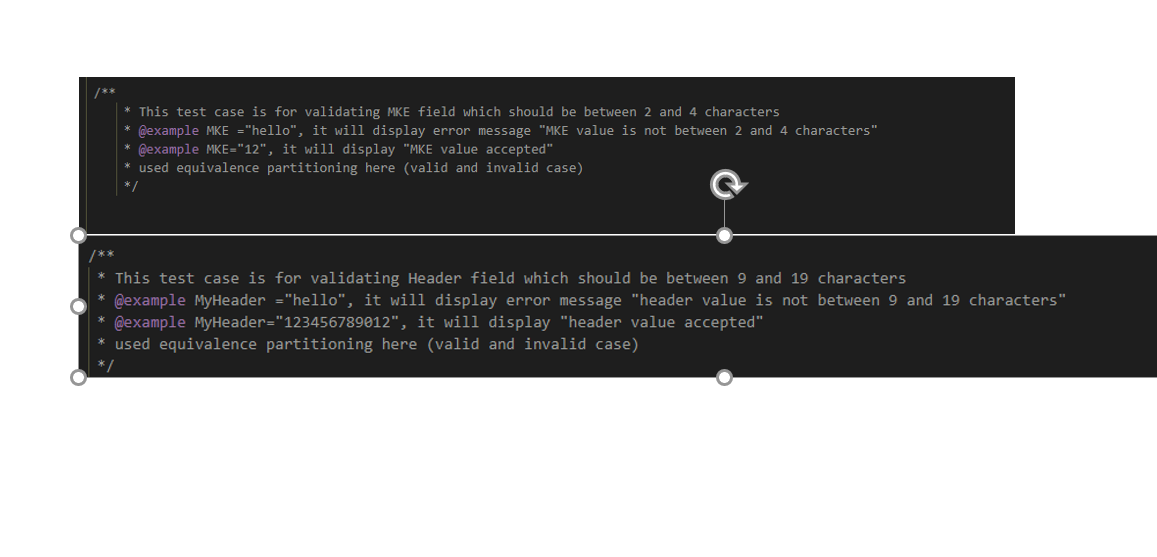 /**
* This test case is for validating MKE field which should be between 2 and 4 characters
* @example MKE ="hello", it will display error message "MKE value is not between 2 and 4 characters"
* @example MKE="12", it will display "MKE value accepted"
* used equivalence partitioning here (valid and invalid case)
*/
/**
* This test case is for validating Header field which should be between 9 and 19 characters
* @example MyHeader ="hello", it will display error message "header value is not between 9 and 19 characters"
* @example MyHeader="123456789012", it will display "header value accepted"
* used equivalence partitioning here (valid and invalid case)
*/